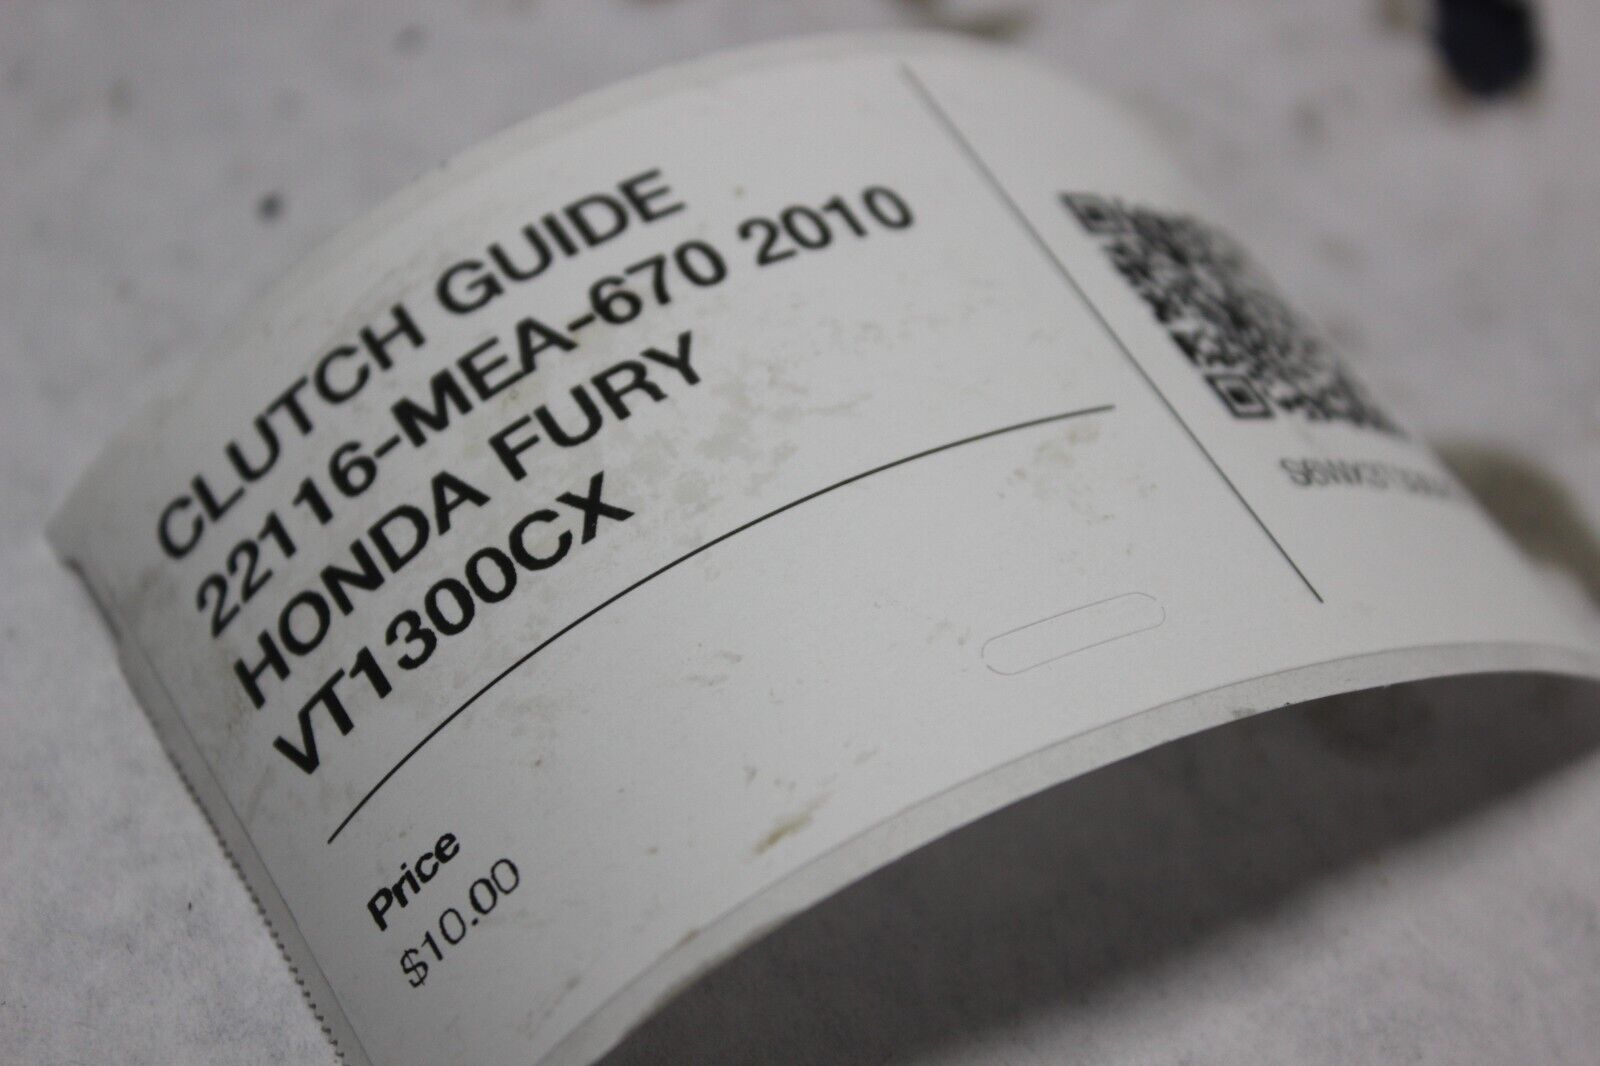 CLUTCH GUIDE
22116-MEA-670 2010
HONDA FURY
VT1300CX
Price
$10.00